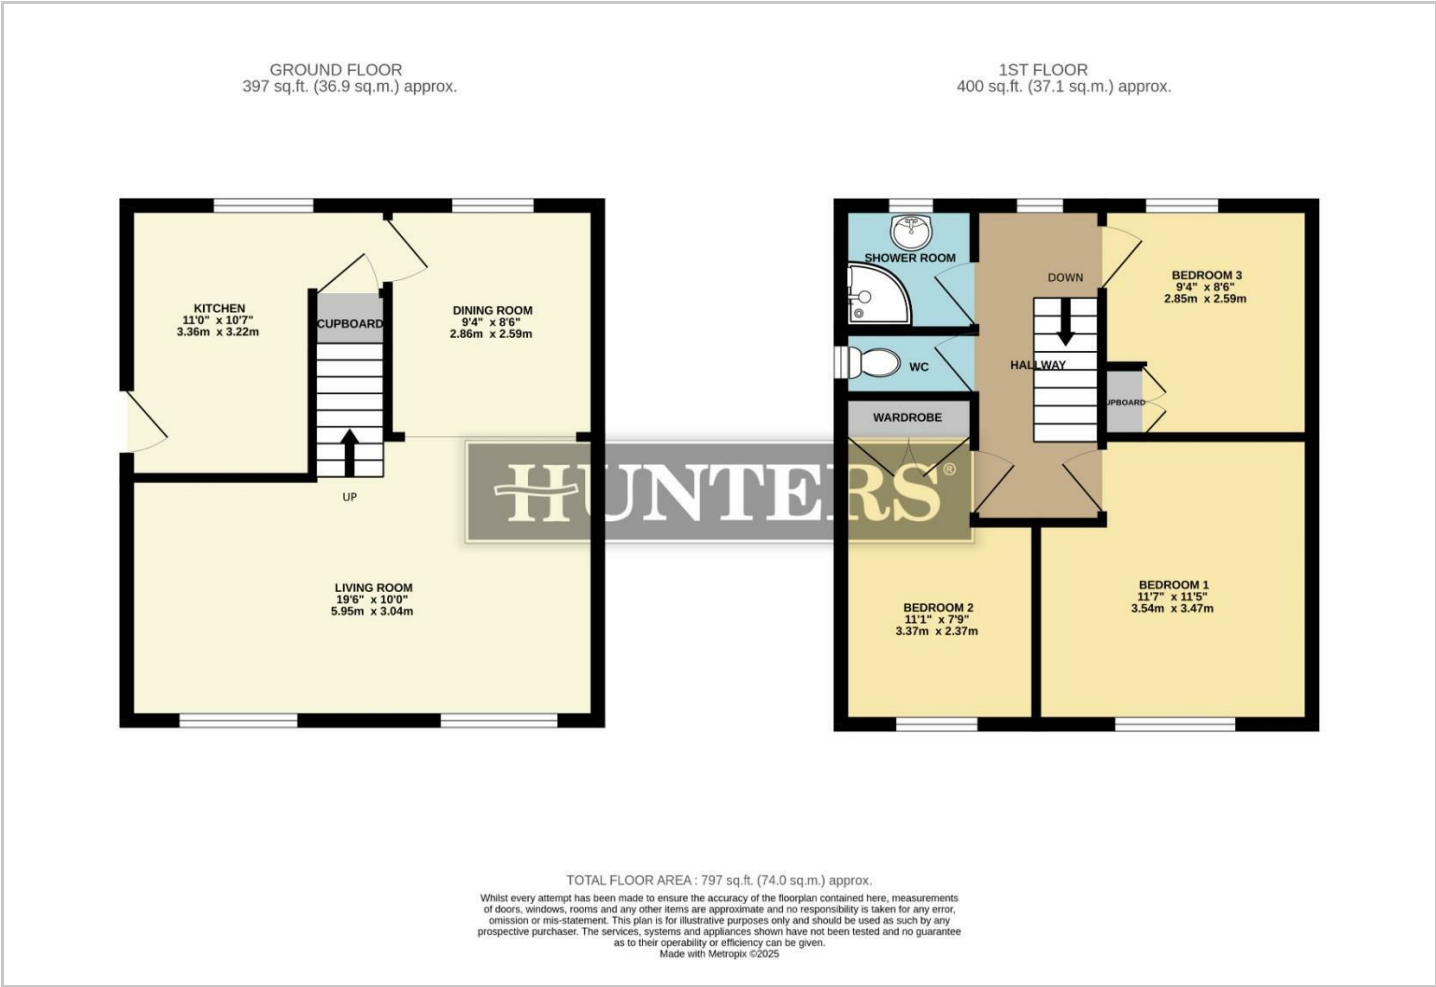 GROUND FLOOR
397 sq.ft. (36.9 sq.m.) approx.
1ST FLOOR
400 sq.ft. (37.1 sq.m.) approx.
KITCHEN
11'0" x 10'7"
3.36m x 3.22m
CUPBOARD
DINING ROOM
9'4" x 8'6"
2.86m x 2.59m
UP
LIVING ROOM
19'6" x 10'0"
5.95m x 3.04m
HUNTERS®
SHOWER ROOM
DOWN
BEDROOM 3
9'4" x 8'6"
2.85m x 2.59m
WC
HALLWAY
UPBOARD
WARDROBE
BEDROOM 2
11'1" x 7'9"
3.37m x 2.37m
BEDROOM 1
11'7" x 11'5"
3.54m x 3.47m
TOTAL FLOOR AREA : 797 sq.ft. (74.0 sq.m.) approx.
Whilst every attempt has been made to ensure the accuracy of the floorplan contained here, measurements
of doors, windows, rooms and any other items are approximate and no responsibility is taken for any error,
omission or mis-statement. This plan is for illustrative purposes only and should be used as such by any
prospective purchaser. The services, systems and appliances shown have not been tested and no guarantee
as to their operability or efficiency can be given.
Made with Metropix ©2025